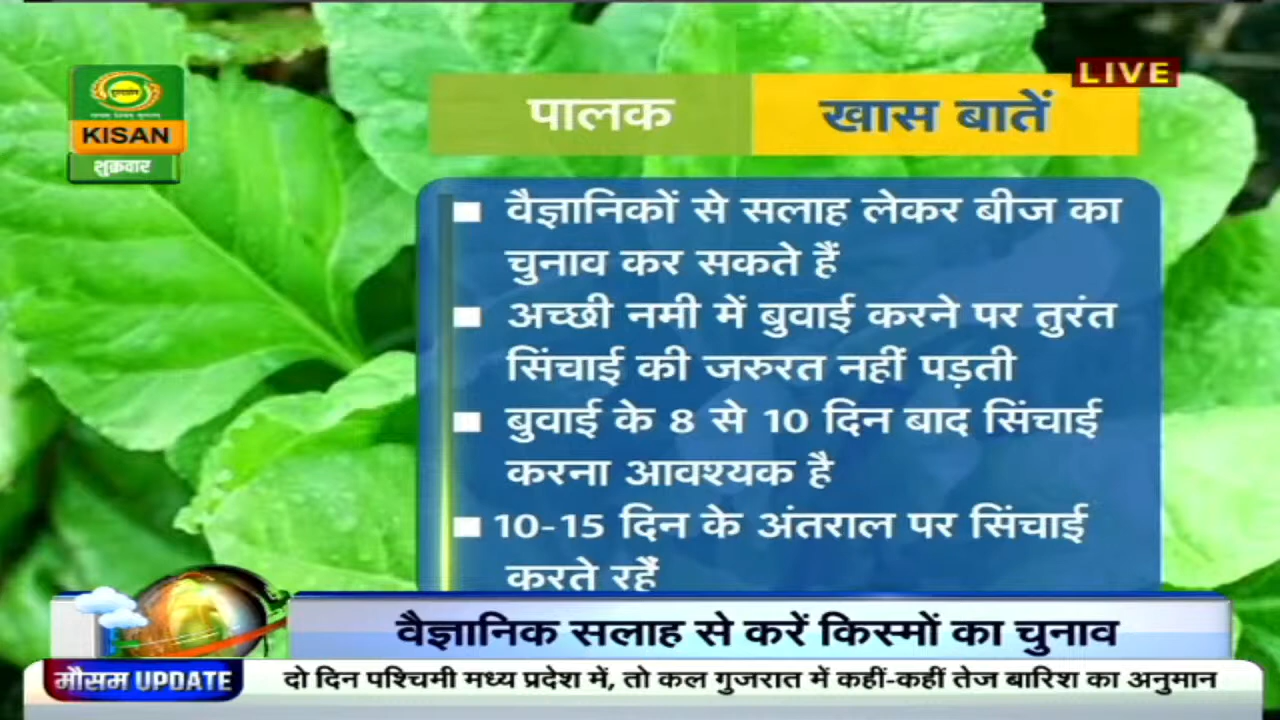 LIVE
KISAN
शुक्रवार
पालक
खास बातें
वैज्ञानिकों से सलाह लेकर बीज का
चुनाव कर सकते हैं
अच्छी नमी में बुवाई करने पर तुरंत
सिंचाई की जरुरत नहीं पड़ती
बुवाई के 8 से 10 दिन बाद सिंचाई
करना आवश्यक है
10-15 दिन के अंतराल पर सिंचाई
करते रहें
वैज्ञानिक सलाह से करें किस्मों का चुनाव
मौसम UPDATE
दो दिन पश्चिमी मध्य प्रदेश में, तो कल गुजरात में कहीं-कहीं तेज बारिश का अनुमान